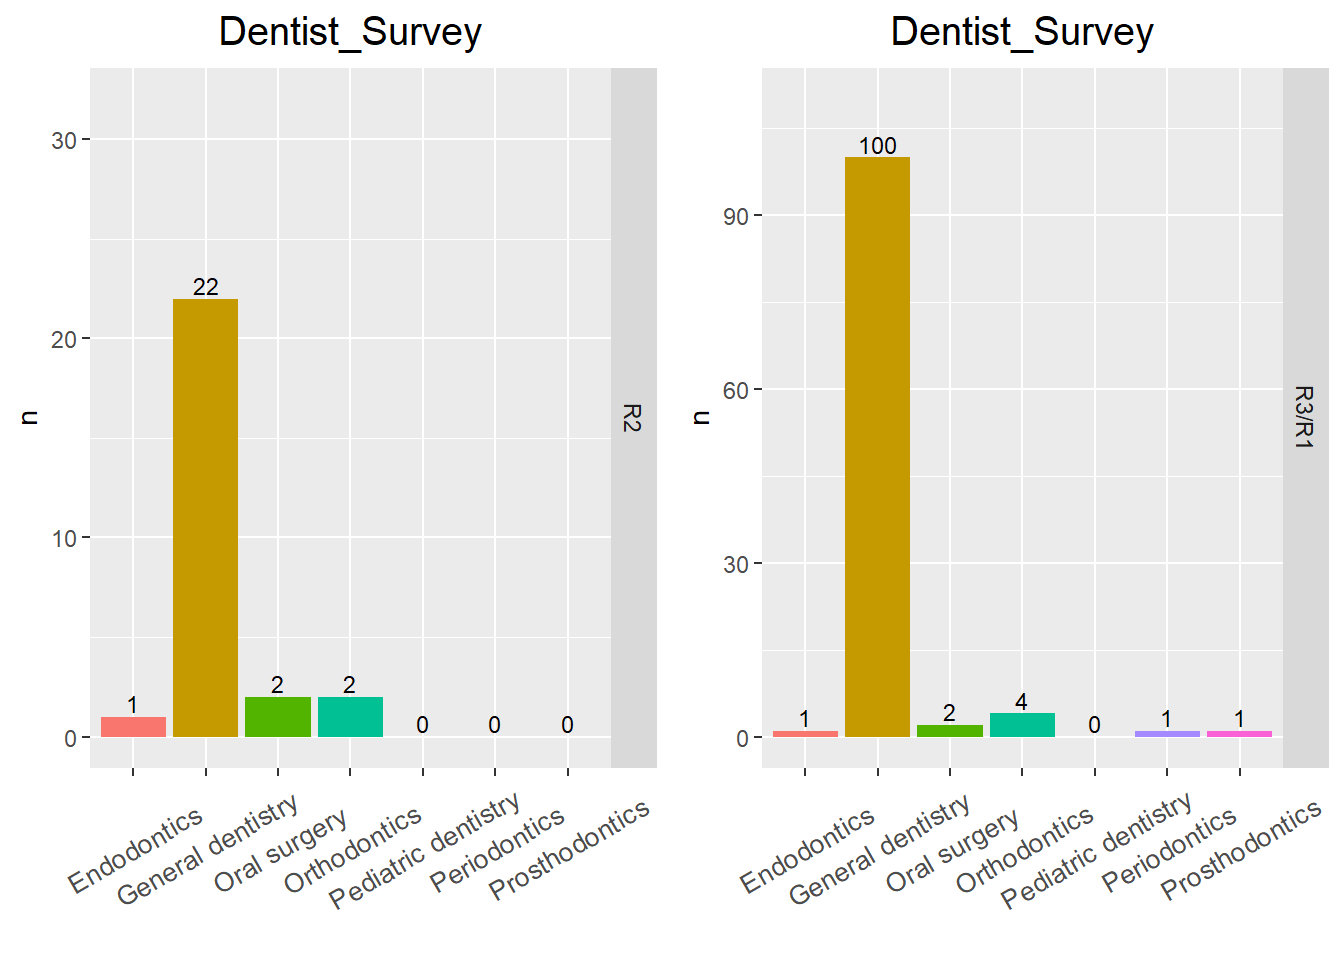 Dentist_Survey
30
20
10
0
n
1
22
2
2
0
0
0
R2
Endodontics
General dentistry
Oral surgery
Orthodontics
Pediatric dentistry
Periodontics
Prosthodontics
Dentist_Survey
90
60
30
0
n
1
100
2
4
0
1
1
R3/R1
Endodontics
General dentistry
Oral surgery
Orthodontics
Pediatric dentistry
Periodontics
Prosthodontics